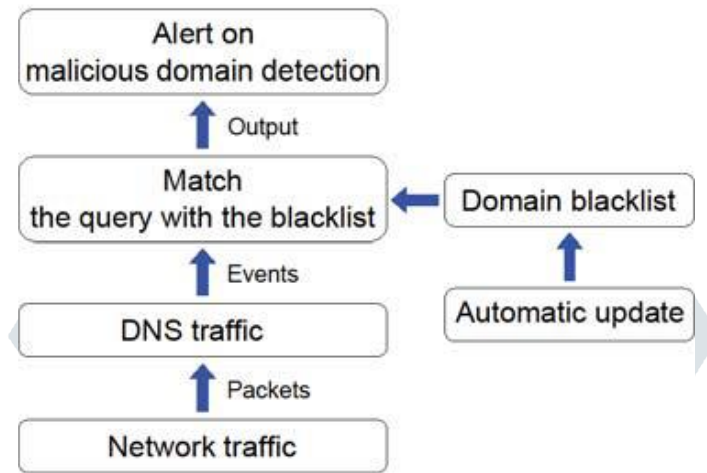 Alert on
malicious domain detection
Output
Match
the query with the blacklist
Domain blacklist
Events
Automatic update
DNS traffic
Packets
Network traffic